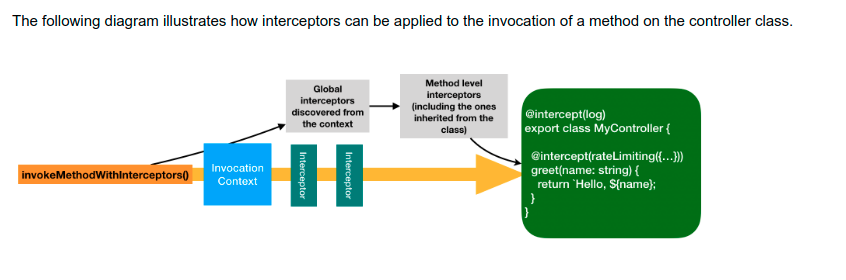 The following diagram illustrates how interceptors can be applied to the invocation of a method on the controller class.
Global
interceptors
discovered from
the context
Method level
interceptors
(including the ones
inherited from the
class)
invokeMethodWithInterceptors()
Invocation
Context
Interceptor
Interceptor
@intercept(log)
export class MyController {
@intercept(rateLimiting({...}))
greet(name: string) {
return `Hello, ${name};
}
}